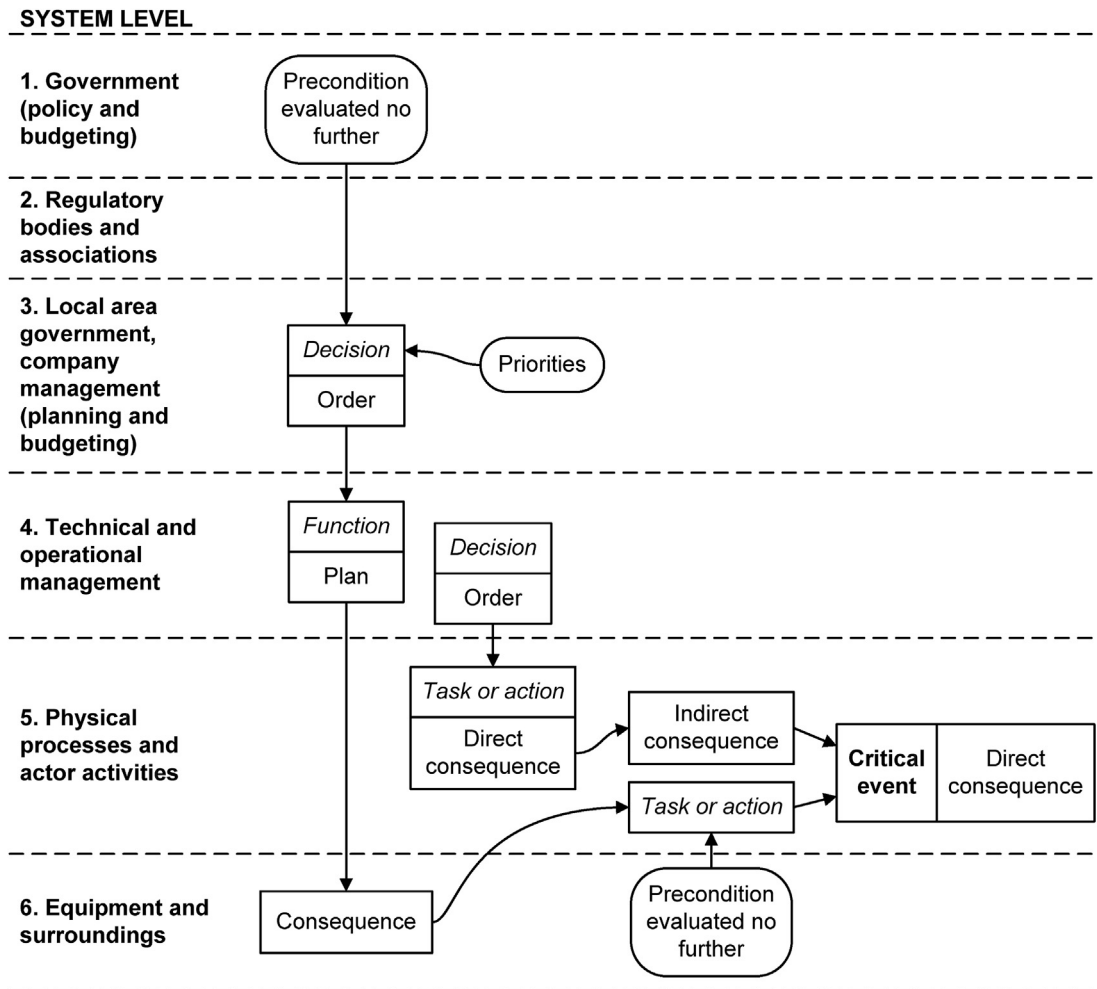 SYSTEM LEVEL
1. Government
(policy and
budgeting)
Precondition
evaluated no
further
2. Regulatory
bodies and
associations
3. Local area
government,
company
management
(planning and
budgeting)
Decision
Order
Priorities
4. Technical and
operational
management
Function
Plan
Decision
Order
5. Physical
processes and
actor activities
Task or action
Direct
consequence
Indirect
consequence
Task or action
Critical
event
Direct
consequence
6. Equipment and
surroundings
Consequence
Precondition
evaluated no
further